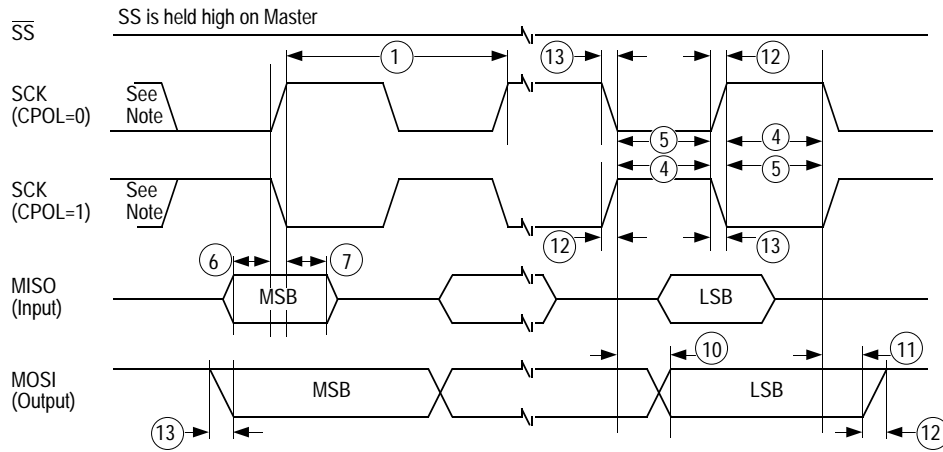 SS is held high on Master
SS
1
13
12
SCK
(CPOL=0)
See
Note
5
4
4
5
SCK
(CPOL=1)
See
Note
12
13
6
7
MISO
(Input)
MSB
LSB
10
11
MOSI
(Output)
MSB
LSB
13
12